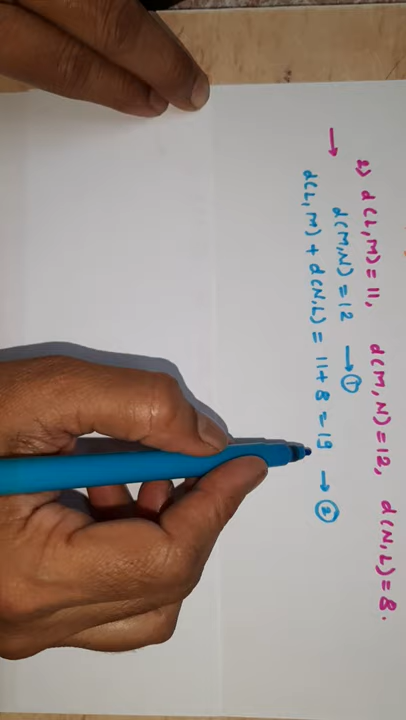 2) d(L,M) = 11, d(M,N) = 12, d(N,L) = 8.
→ d(M,N) = 12 → ①
d(L,M) + d(N,L) = 11 + 8 = 19 → ②